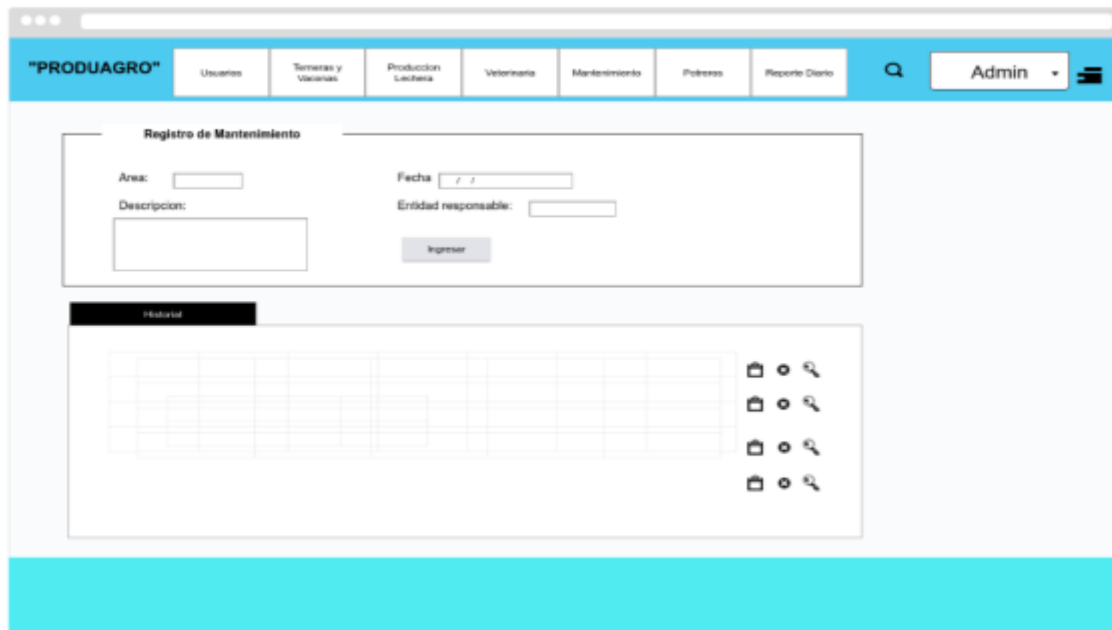 "PRODUAGRO"
Usuarios
Terneras y
Vaconas
Produccion
Lechera
Veterinaria
Mantenimiento
Potreros
Reporte Diario
Admin
Registro de Mantenimiento
Area:
Fecha / /
Descripcion:
Entidad responsable:
Ingresar
Historial